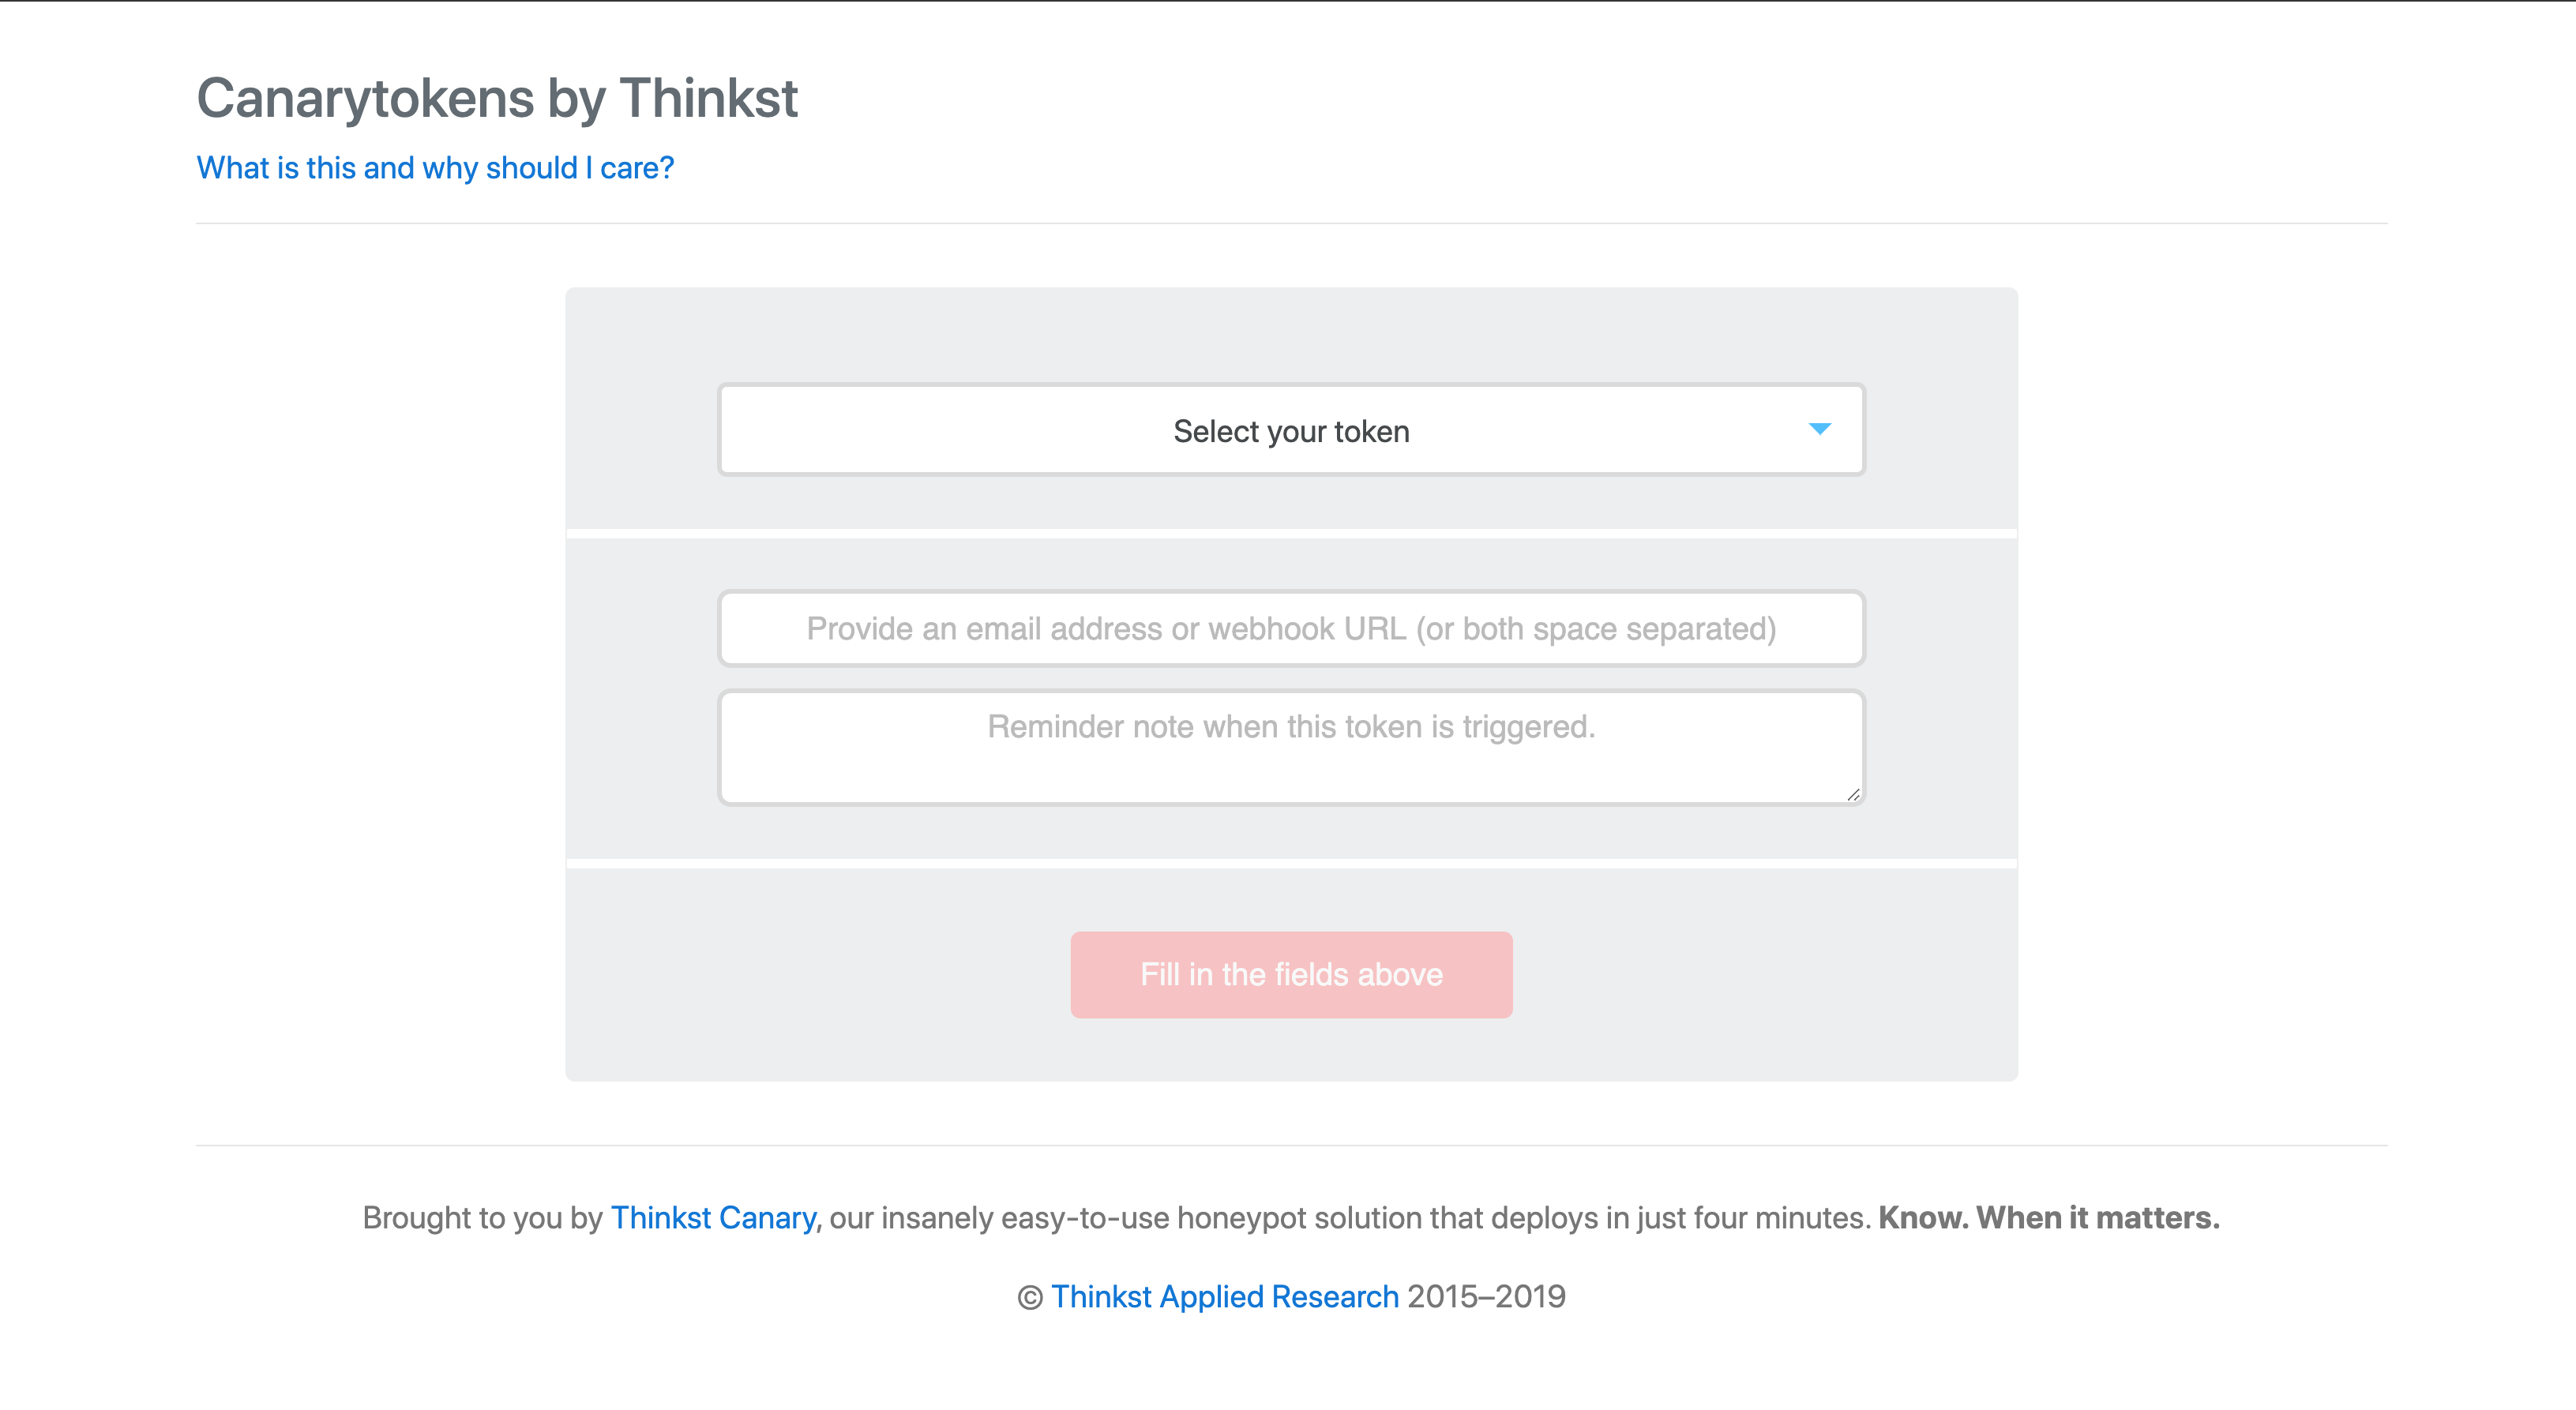 Canarytokens by Thinkst
What is this and why should I care?
Select your token
Provide an email address or webhook URL (or both space separated)
Reminder note when this token is triggered.
Fill in the fields above
Brought to you by Thinkst Canary, our insanely easy-to-use honeypot solution that deploys in just four minutes. Know. When it matters.
© Thinkst Applied Research 2015–2019